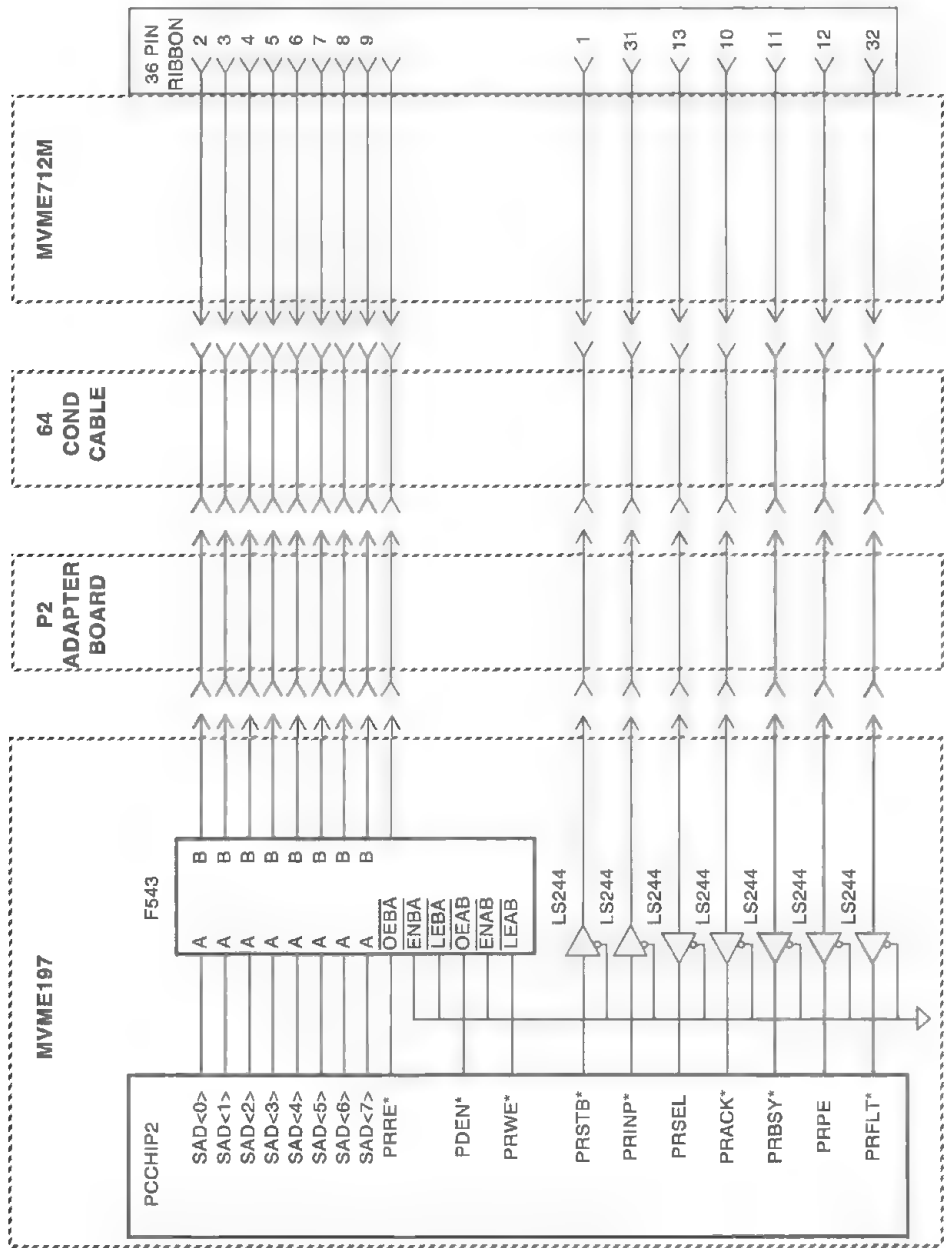 MVME197
PCCHIP2
SAD<0>
SAD<1>
SAD<2>
SAD<3>
SAD<4>
SAD<5>
SAD<6>
SAD<7>
PRRE*
PDEN*
PRWE*
PRSTB*
PRINP*
PRSEL
PRACK*
PRBSY*
PRPE
PRFLT*
F543
A B
A B
A B
A B
A B
A B
A B
A B
OEBA
ENBA
LEBA
OEAB
ENAB
LEAB
LS244
LS244
LS244
LS244
LS244
LS244
LS244
P2
ADAPTER
BOARD
64
COND
CABLE
MVME712M
36 PIN
RIBBON
2
3
4
5
6
7
8
9
1
31
13
10
11
12
32